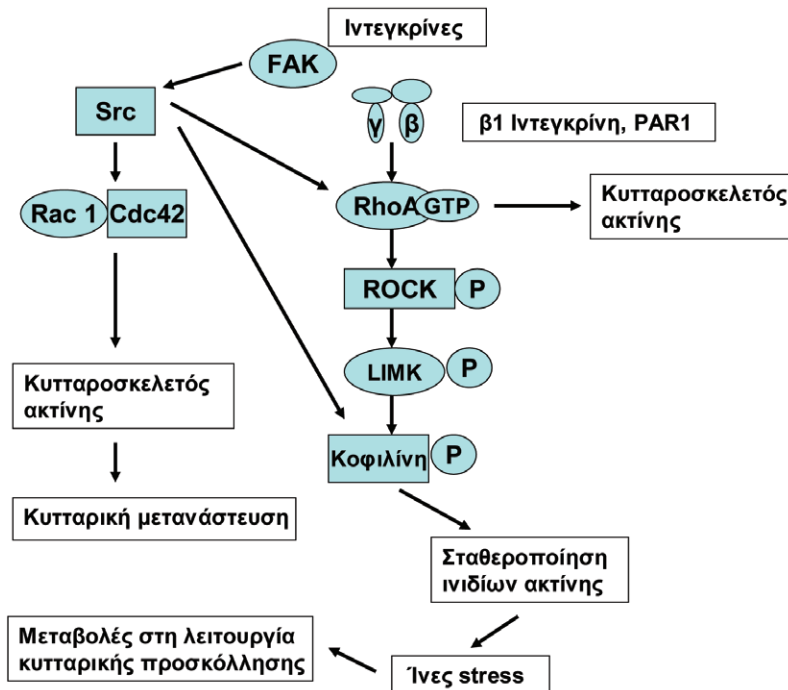 Ιντεγκρίνες
FAK
Src
γ
β
β1 Ιντεγκρίνη, PAR1
Rac 1
Cdc42
RhoA
GTP
Κυτταροσκελετός
ακτίνης
ROCK
P
LIMK
P
Κυτταροσκελετός
ακτίνης
Κοφιλίνη
P
Κυτταρική μετανάστευση
Σταθεροποίηση
ινιδίων ακτίνης
Μεταβολές στη λειτουργία
κυτταρικής προσκόλλησης
Ίνες stress